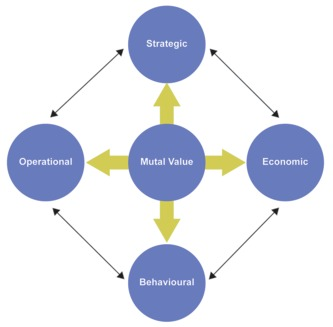 Strategic
Operational
Mutal Value
Economic
Behavioural